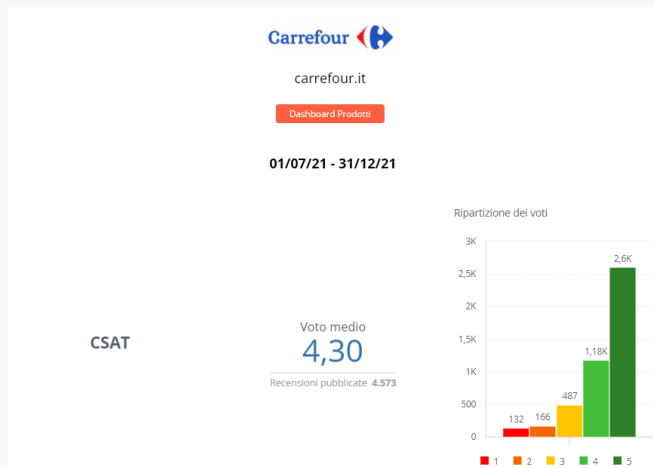 Carrefour
carrefour.it
Dashboard Prodotti
01/07/21 - 31/12/21
Ripartizione dei voti
3K
2,5K
2K
1,5K
1K
500
0
132
166
487
1,18K
2,6K
1 2 3 4 5
CSAT
Voto medio
4,30
Recensioni pubblicate 4.573